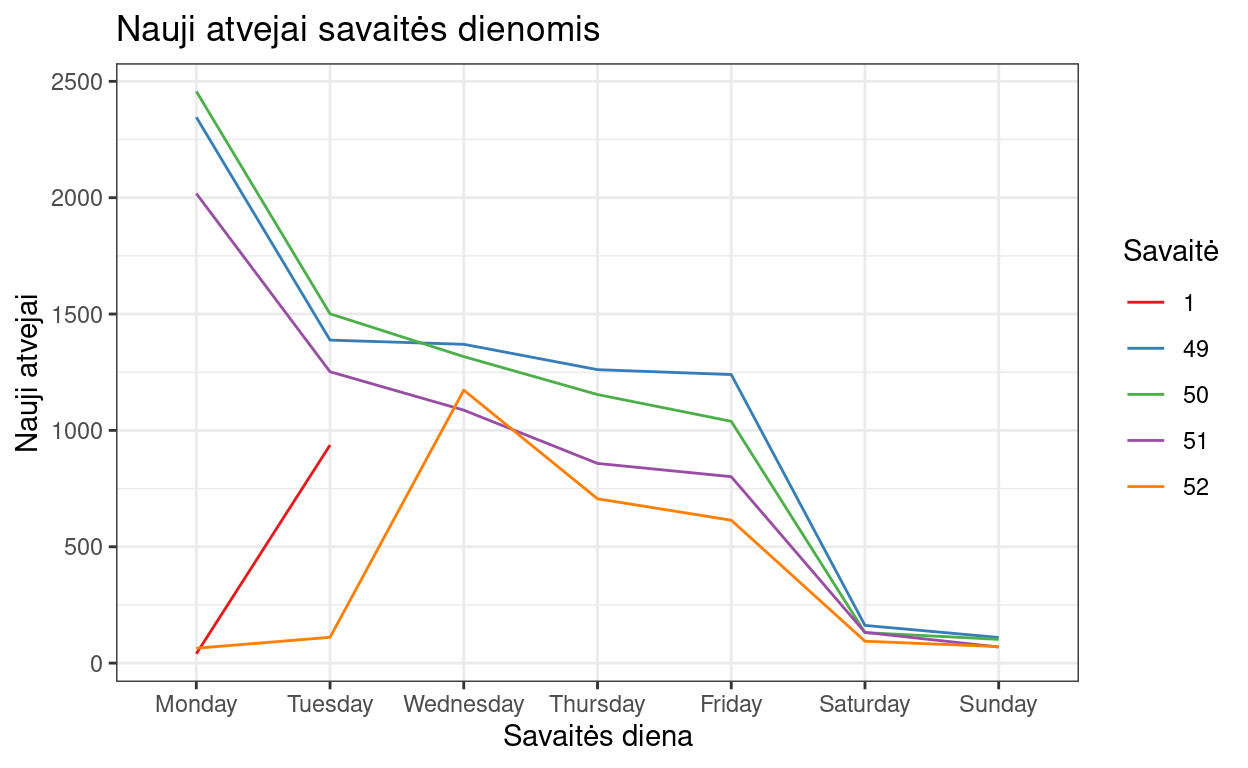 Nauji atvejai savaitės dienomis
Nauji atvejai
2500
2000
1500
1000
500
0
Monday Tuesday Wednesday Thursday Friday Saturday Sunday
Savaitės diena
Savaitė
1
49
50
51
52